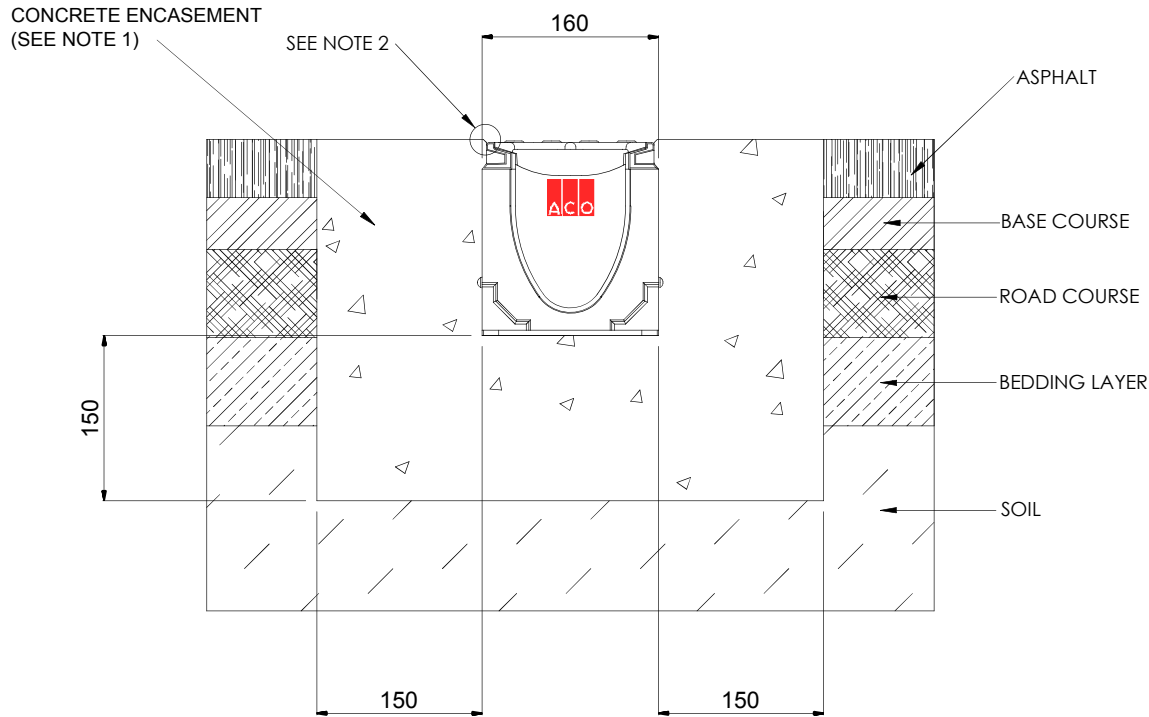 CONCRETE ENCASEMENT
(SEE NOTE 1)
SEE NOTE 2
160
ASPHALT
ACO
BASE COURSE
ROAD COURSE
BEDDING LAYER
150
SOIL
150
150